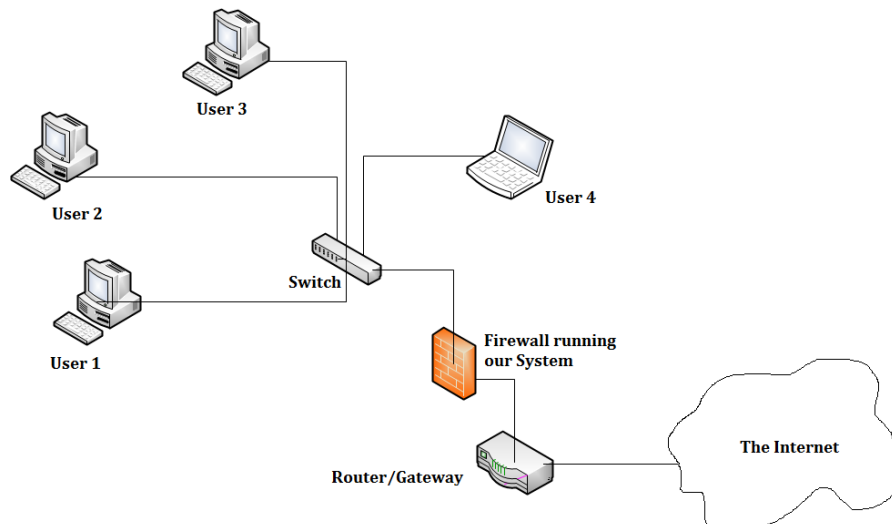 User 3
User 2
User 4
Switch
User 1
Firewall running
our System
The Internet
Router/Gateway